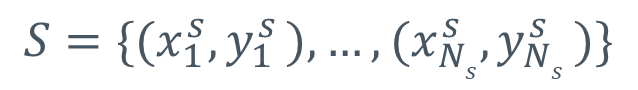 S = {(x_1^s, y_1^s), …, (x_{N_s}^s, y_{N_s}^s)}